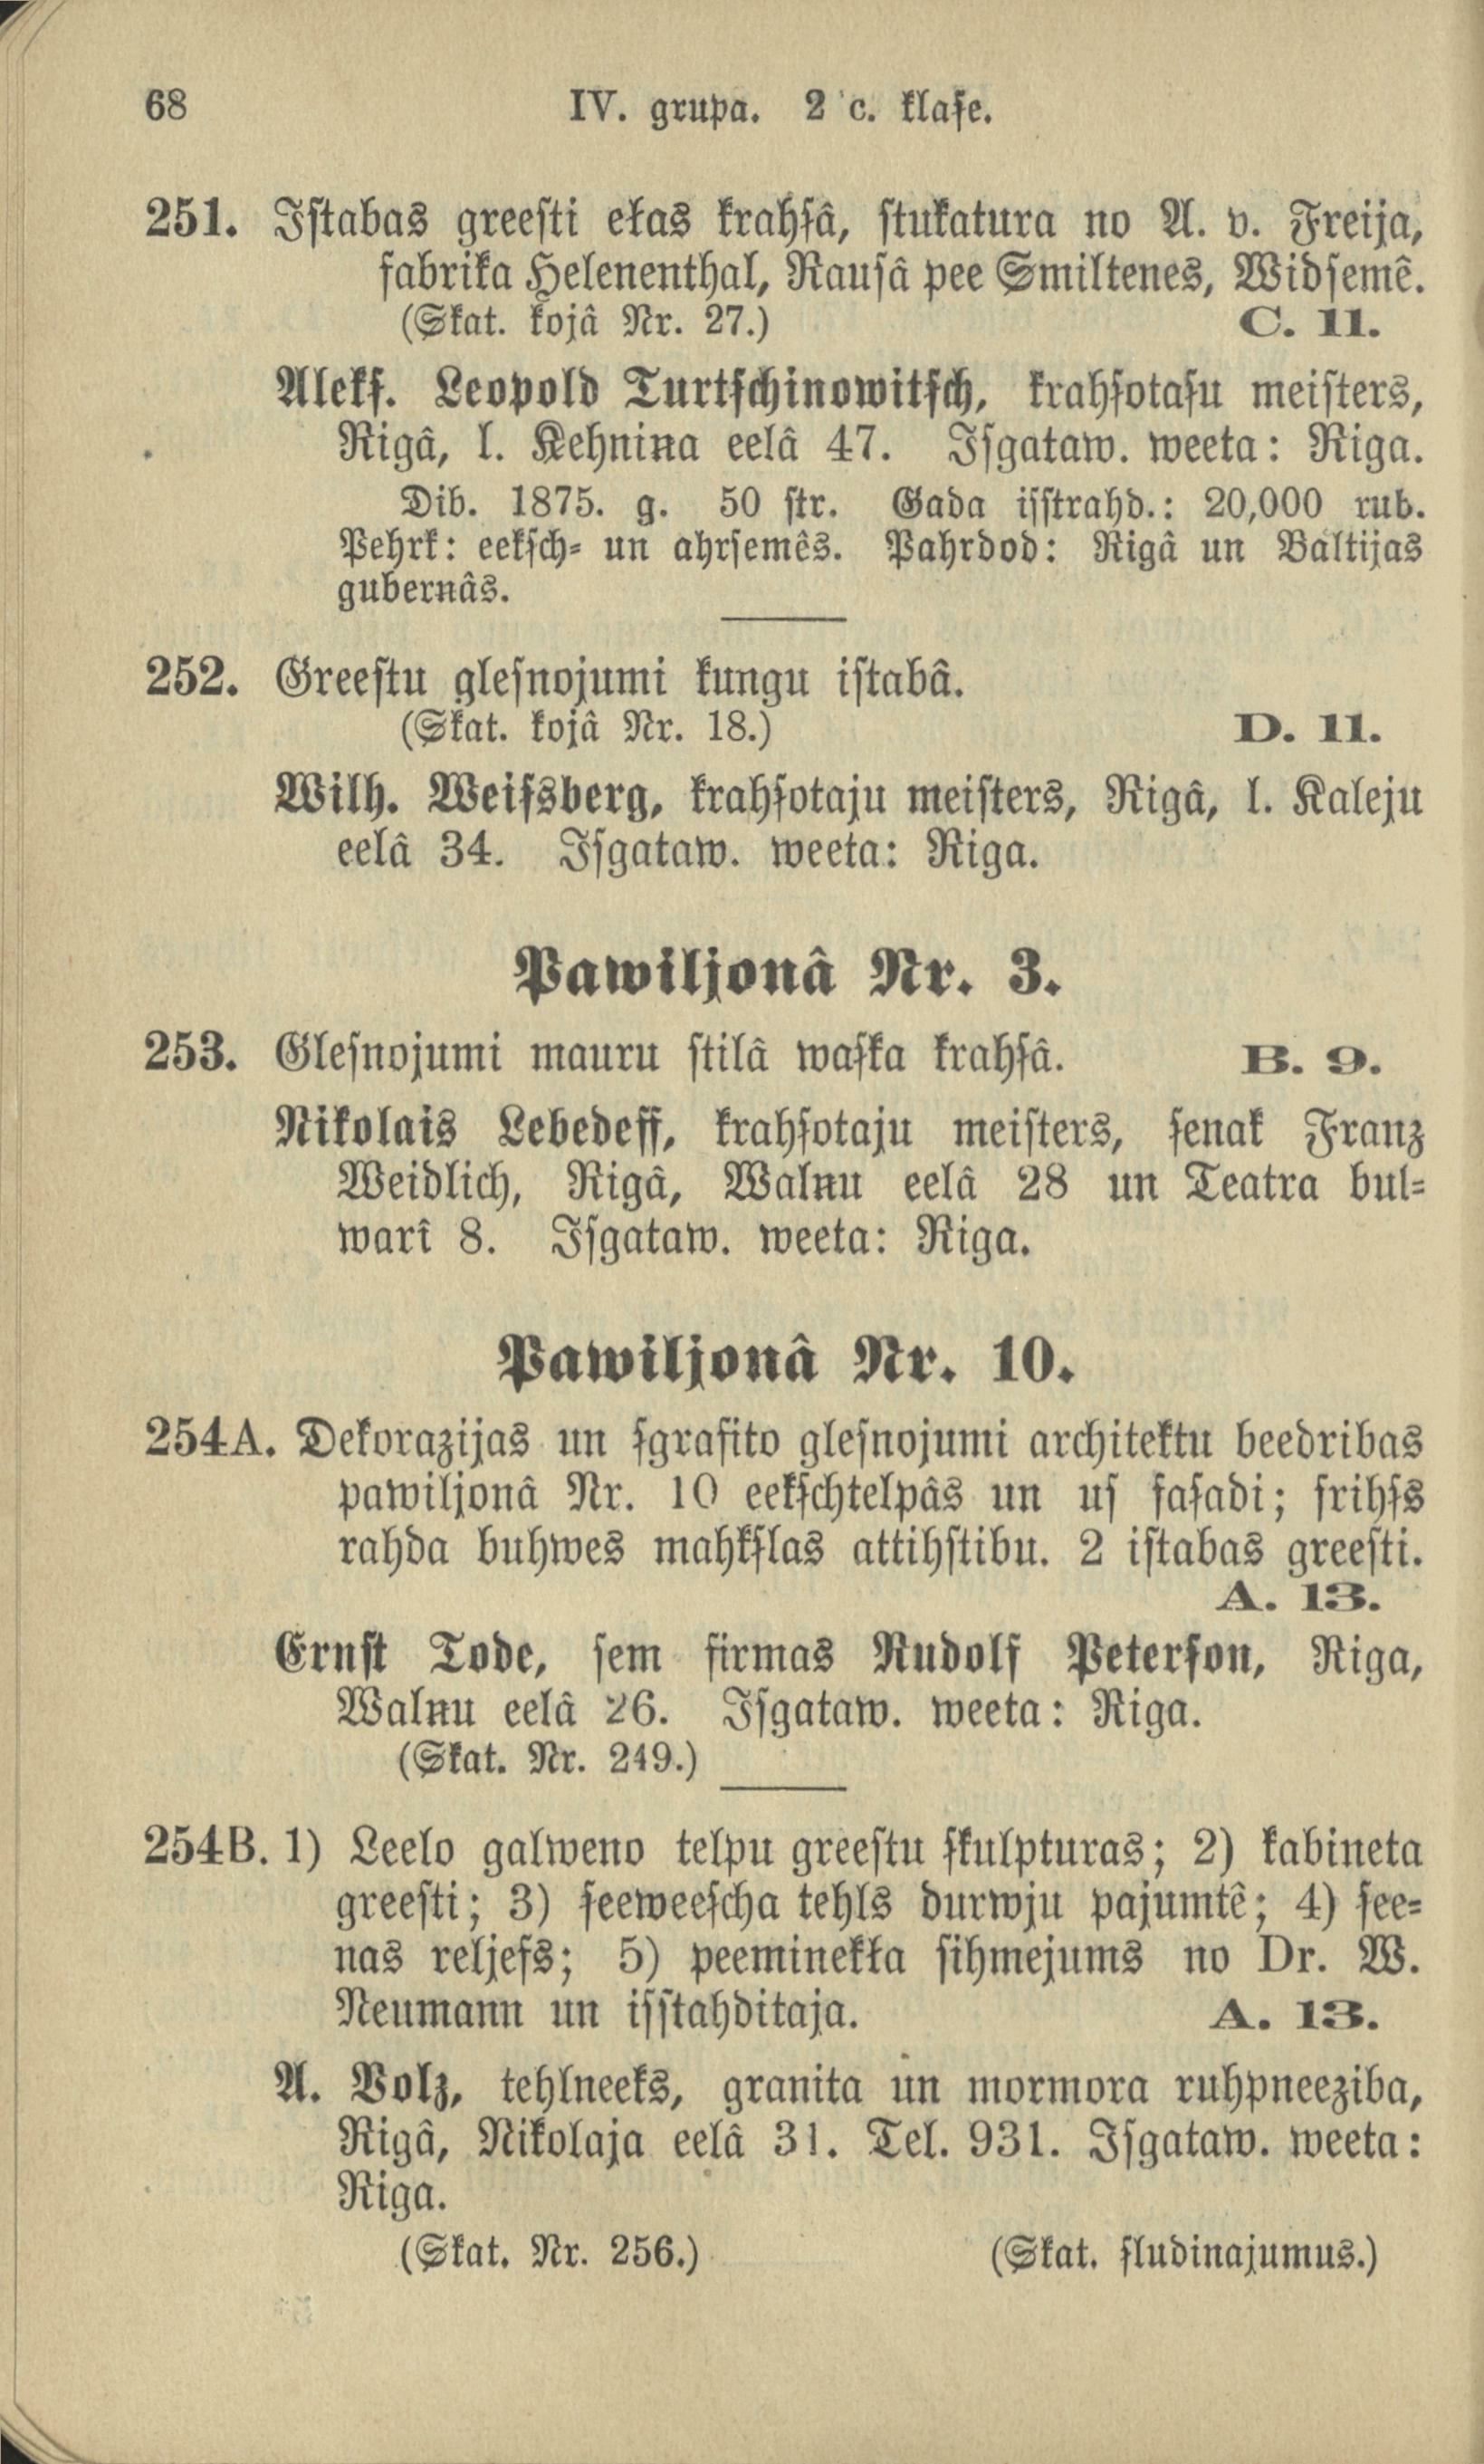 68 IV. grupa. 2 c. klaſe.
251. Iſtabas greeſti eļas krahſâ, ſtukatura no A. v. Freija,
fabrika Helenenthal, Rauſâ pee Smiltenes, Widſemê.
(Skat. kojâ Nr. 27.) C. 11.
Alekſ. Leopold Turtſchinowitſch, krahſotaſu meiſters,
Rigâ, l. Kehniņa eelâ 47. Iſgataw. weeta: Riga.
Dib. 1875. g. 50 ſtr. Gada iſſtrahd.: 20,000 rub.
Pehrk: eekſch- un ahrſemês. Pahrdod: Rigâ un Baltijas
guberņâs.
252. Greeſtu gleſnojumi kungu iſtabâ.
(Skat. kojâ Nr. 18.) D. 11.
Wilh. Weiſsberg, krahſotaju meiſters, Rigâ, l. Kaleju
eelâ 34. Iſgataw. weeta: Riga.
Pawiljonâ Nr. 3.
253. Gleſnojumi mauru ſtilâ waſka krahſâ. B. 9.
Nikolais Lebedeff, krahſotaju meiſters, ſenak Franz
Weidlich, Rigâ, Walņu eelâ 28 un Teatra bul-
warî 8. Iſgataw. weeta: Riga.
Pawiljonâ Nr. 10.
254A. Dekorazijas un ſgrafito gleſnojumi architektu beedribas
pawiljonâ Nr. 10 eekſchtelpâs un uſ faſadi; frihſs
rahda buhwes mahkſlas attihſtibu. 2 iſtabas greeſti.
A. 13.
Ernſt Tode, ſem firmas Rudolf Peterſon, Riga,
Walņu eelâ 26. Iſgataw. weeta: Riga.
(Skat. Nr. 249.)
254B. 1) Leelo galweno telpu greeſtu ſkulpturas; 2) kabineta
greeſti; 3) ſeeweeſcha tehls durwju pajumtê; 4) ſee-
nas reljefs; 5) peeminekļa ſihmejums no Dr. W.
Neumann un iſſtahditaja. A. 13.
A. Volz, tehlneeks, granita un mormora ruhpneeziba,
Rigâ, Nikolaja eelâ 31. Tel. 931. Iſgataw. weeta:
Riga.
(Skat. Nr. 256.) (Skat. ſludinajumus.)